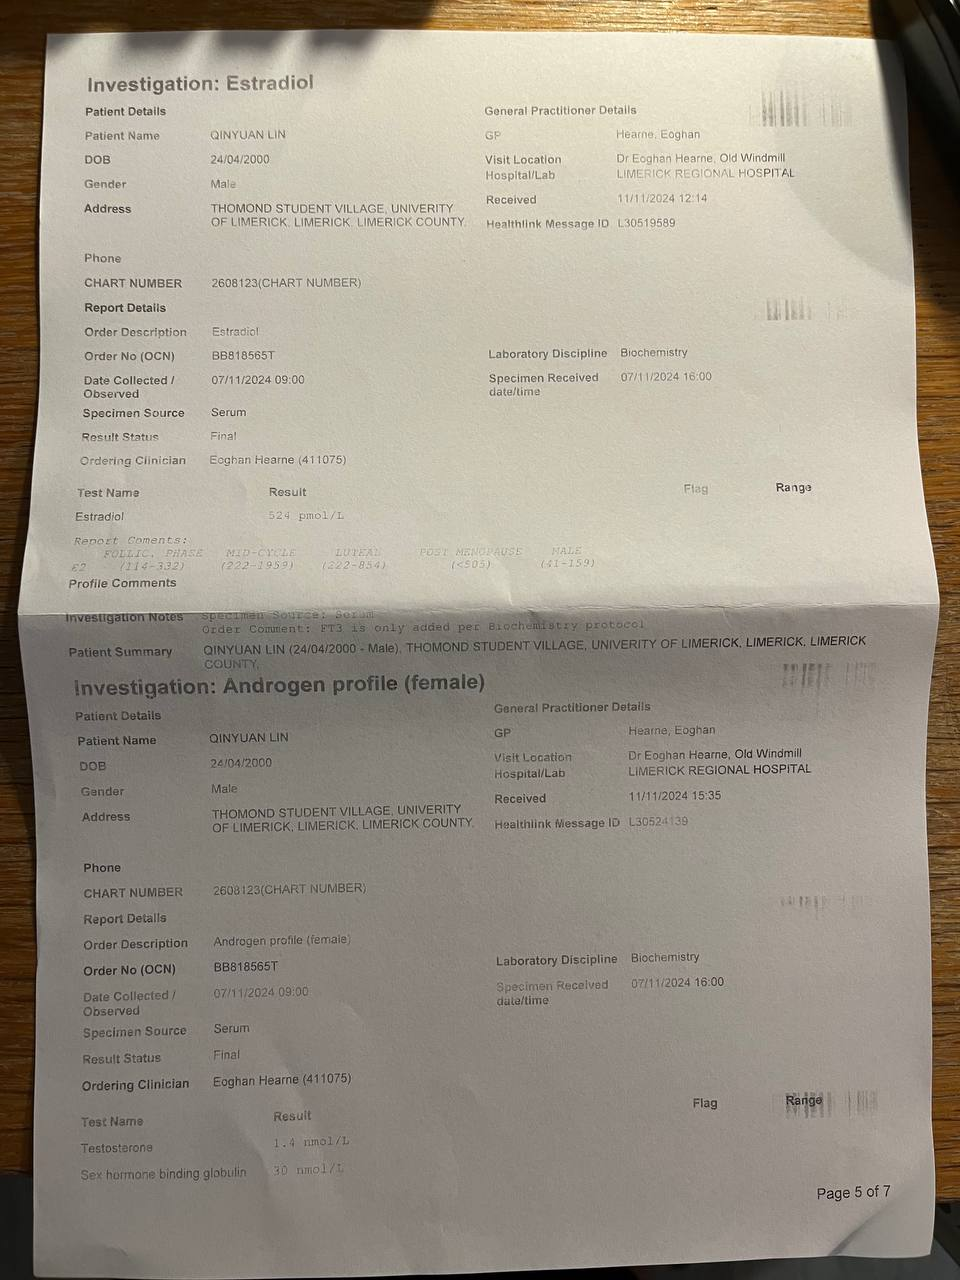 Investigation: Estradiol
Patient Details
General Practitioner Details
Patient Name QINYUAN LIN
GP Hearne, Eoghan
DOB 24/04/2000
Visit Location Dr Eoghan Hearne, Old Windmill
Hospital/Lab LIMERICK REGIONAL HOSPITAL
Gender Male
Received 11/11/2024 12:14
Address THOMOND STUDENT VILLAGE, UNIVERITY
OF LIMERICK, LIMERICK, LIMERICK COUNTY,
Healthlink Message ID L30519589
Phone
CHART NUMBER 2608123(CHART NUMBER)
Report Details
Order Description Estradiol
Order No (OCN) BB818565T
Laboratory Discipline Biochemistry
Date Collected / 07/11/2024 09:00
Observed
Specimen Received 07/11/2024 16:00
date/time
Specimen Source Serum
Result Status Final
Ordering Clinician Eoghan Hearne (411075)
Test Name Result Flag Range
Estradiol 524 pmol/L
Report Coments:
FOLLIC. PHASE MID-CYCLE LUTEAL POST MENOPAUSE MALE
E2 (114-332) (222-1959) (222-854) (<505) (41-159)
Profile Comments
Investigation Notes Specimen Source: Serum
Order Comment: FT3 is only added per Biochemistry protocol
Patient Summary QINYUAN LIN (24/04/2000 - Male), THOMOND STUDENT VILLAGE, UNIVERITY OF LIMERICK, LIMERICK, LIMERICK
COUNTY,
Investigation: Androgen profile (female)
Patient Details
General Practitioner Details
Patient Name QINYUAN LIN
GP Hearne, Eoghan
DOB 24/04/2000
Visit Location Dr Eoghan Hearne, Old Windmill
Hospital/Lab LIMERICK REGIONAL HOSPITAL
Gender Male
Received 11/11/2024 15:35
Address THOMOND STUDENT VILLAGE, UNIVERITY
OF LIMERICK, LIMERICK, LIMERICK COUNTY,
Healthlink Message ID L30524139
Phone
CHART NUMBER 2608123(CHART NUMBER)
Report Details
Order Description Androgen profile (female)
Order No (OCN) BB818565T
Laboratory Discipline Biochemistry
Date Collected / 07/11/2024 09:00
Observed
Specimen Received 07/11/2024 16:00
date/time
Specimen Source Serum
Result Status Final
Ordering Clinician Eoghan Hearne (411075)
Test Name Result Flag Range
Testosterone 1.4 nmol/L
Sex hormone binding globulin 30 nmol/L
Page 5 of 7